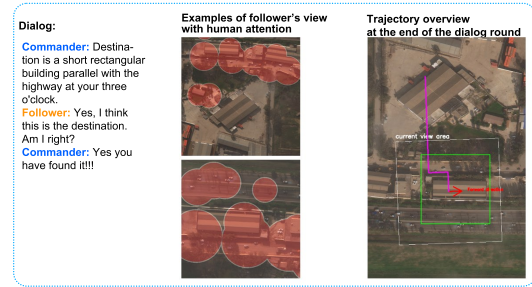 Dialog:
Commander: Destina-
tion is a short rectangular
building parallel with the
highway at your three
o'clock.
Follower: Yes, I think
this is the destination.
Am I right?
Commander: Yes you
have found it!!!
Examples of follower's view
with human attention
Trajectory overview
at the end of the dialog round
current view area